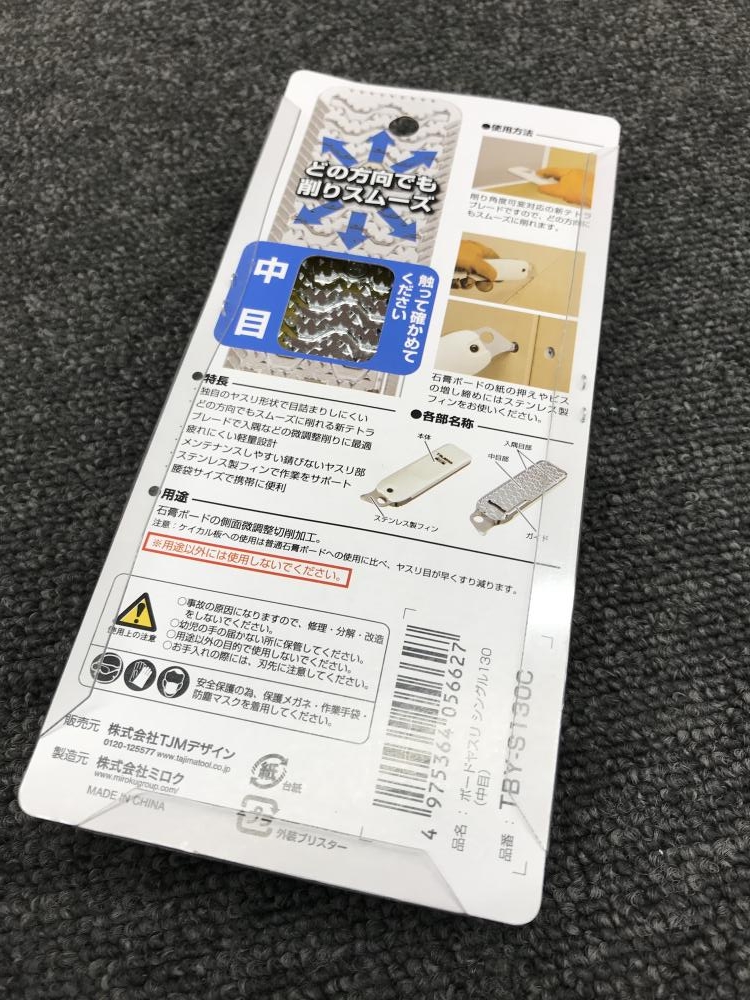 どの方向でも
削りスムーズ
中目
触って確かめて
ください
●使用方法
削り角度可変対応の新テトラ
ブレードですので、どの方向に
もスムーズに削れます。
石膏ボードの紙の押えやビス
の増し締めにはステンレス製
フィンをお使いください。
●特長
独自のヤスリ形状で目詰まりしにくい
どの方向でもスムーズに削れる新テトラ
ブレードで入隅などの微調整削りに最適
疲れにくい軽量設計
メンテナンスしやすい錆びないヤスリ部
ステンレス製フィンで作業をサポート
腰袋サイズで携帯に便利
●各部名称
本体
ステンレス製フィン
入隅目部
中目部
ガイド
●用途
石膏ボードの側面微調整切削加工。
注意：ケイカル板への使用は普通石膏ボードへの使用に比べ、ヤスリ目が早くすり減ります。
※用途以外には使用しないでください。
使用上の注意
○事故の原因になりますので、修理・分解・改造
をしないでください。
○幼児の手の届かない所に保管してください。
○用途以外の目的で使用しないでください。
○お手入れの際には、刃先に注意してください。
安全保護の為、保護メガネ・作業手袋・
防塵マスクを着用してください。
販売元 株式会社TJMデザイン
0120-125577 www.tajimatool.co.jp
製造元 株式会社ミロク
www.mirokugroup.com/
MADE IN CHINA
紙
台紙
プラ
外装ブリスター
4 975364 056627
品名：ボードヤスリ シングル130
（中目）
品番：TBY-S130C